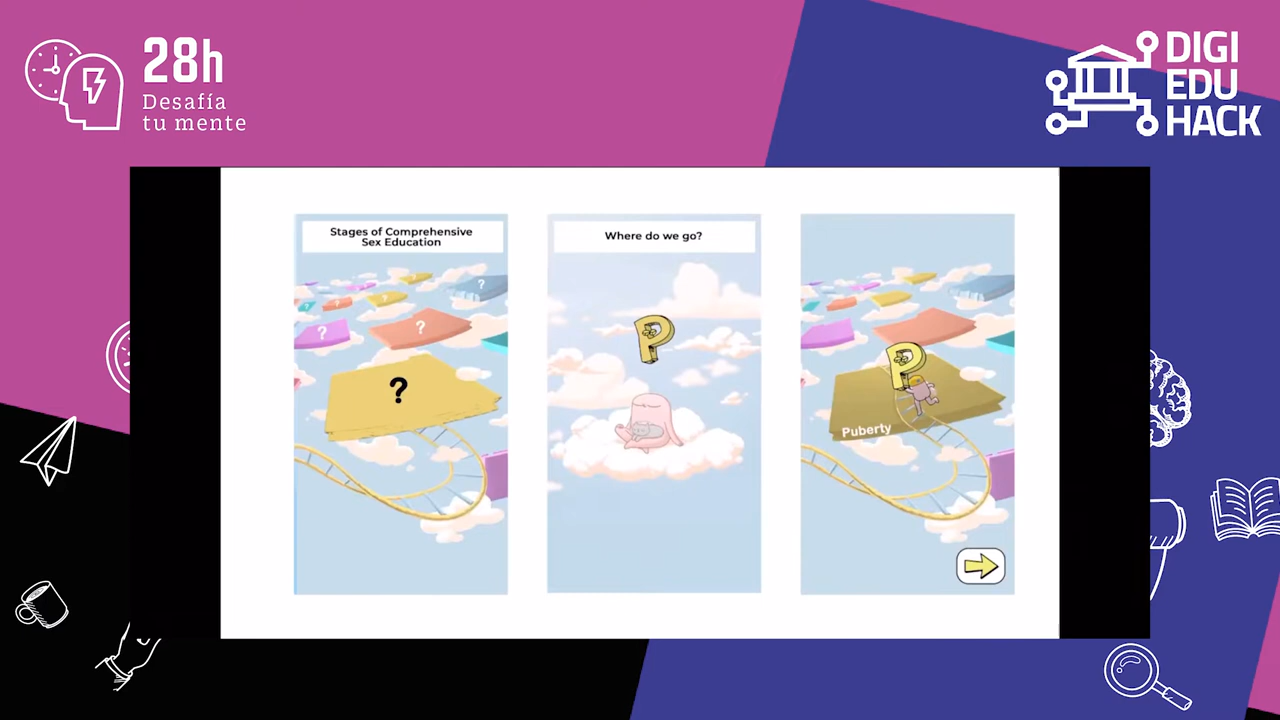 28h
Desafía
tu mente
DIGI
EDU
HACK
Stages of Comprehensive
Sex Education
? ? ?
? ? ?
? ?
?
Where do we go?
P
P
Puberty